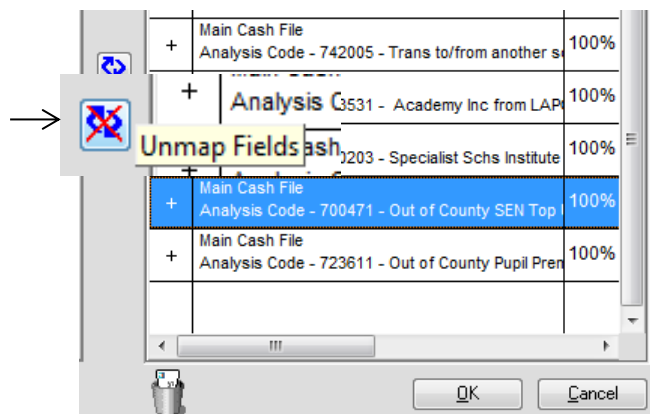 Main Cash File
+ Analysis Code - 742005 - Trans to/from another s 100%
+ Analysis 3531 - Academy Inc from LAP 100%
Unmap Fields
+ ash 0203 - Specialist Schs Institute 100%
Main Cash File
+ Analysis Code - 700471 - Out of County SEN Top 100%
Main Cash File
+ Analysis Code - 723611 - Out of County Pupil Prem 100%
OK Cancel